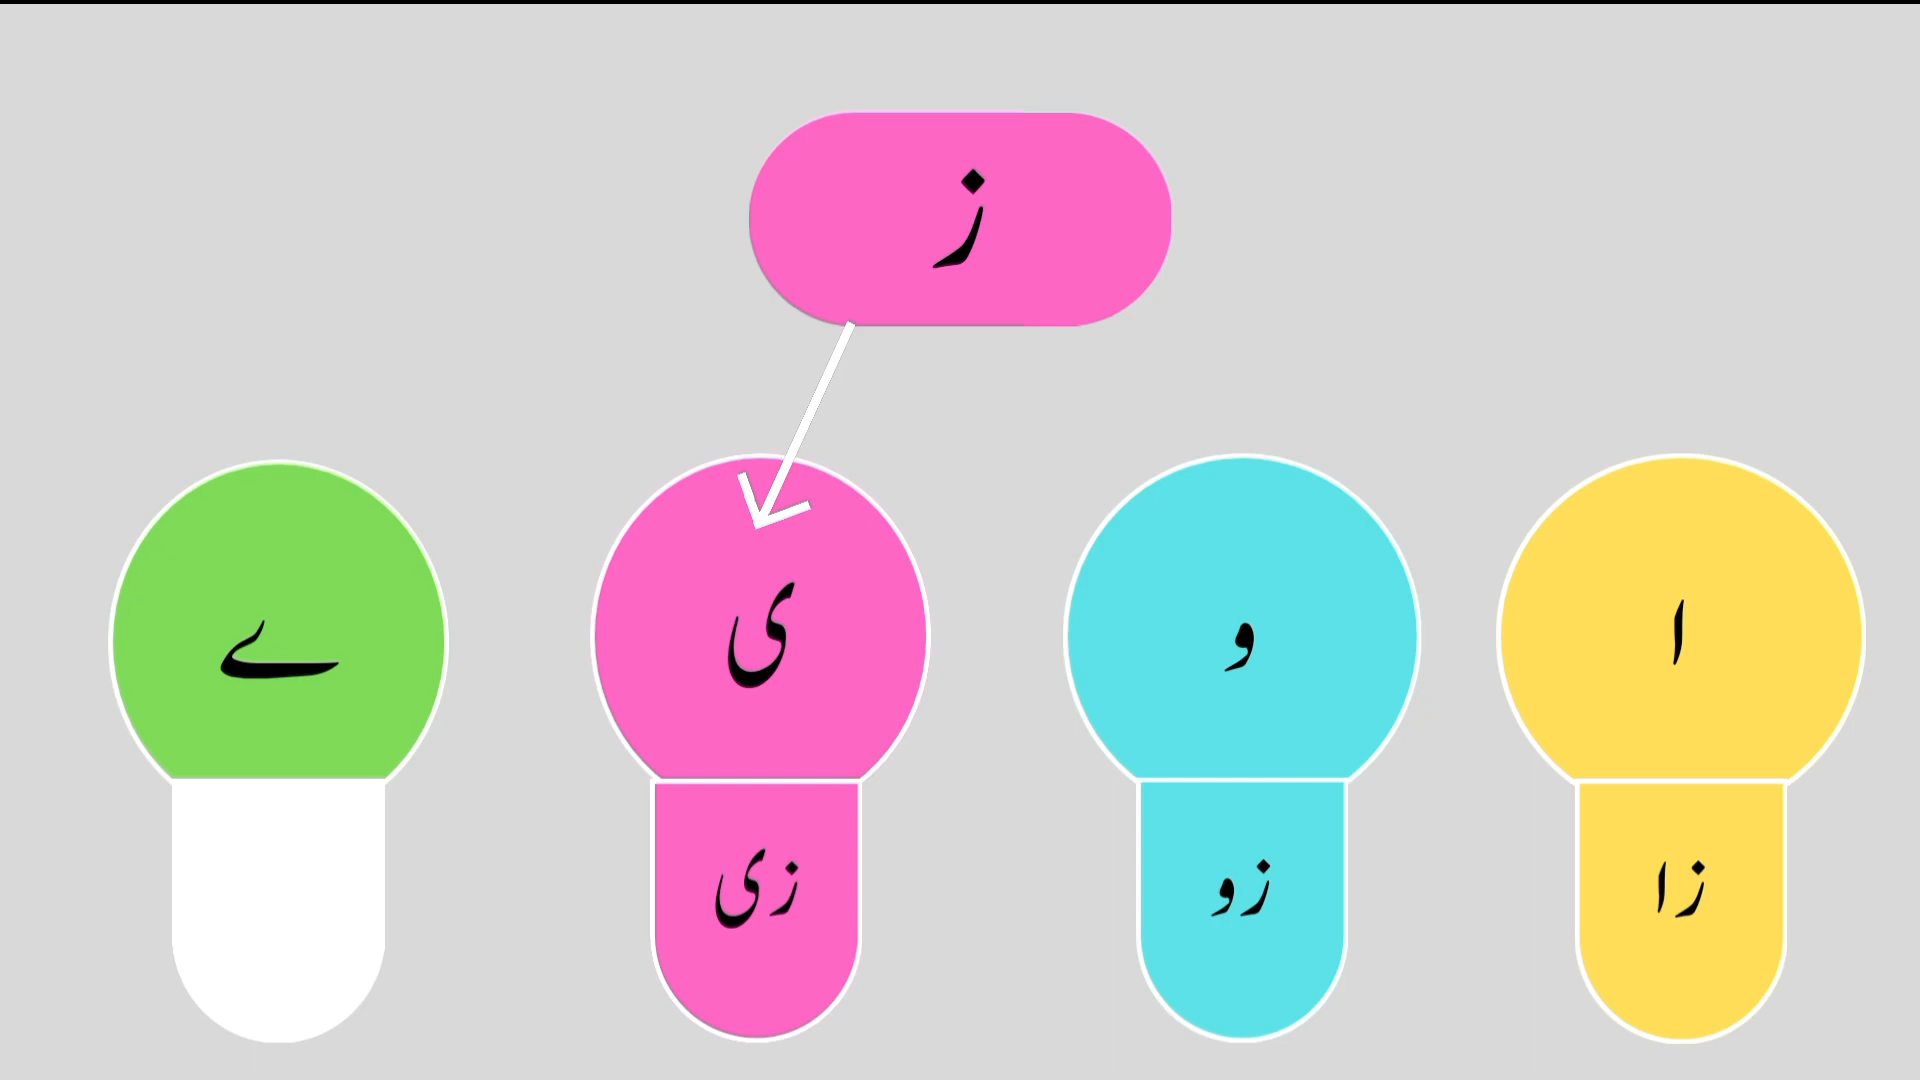 ز
ا و ی ے
زا زو زی